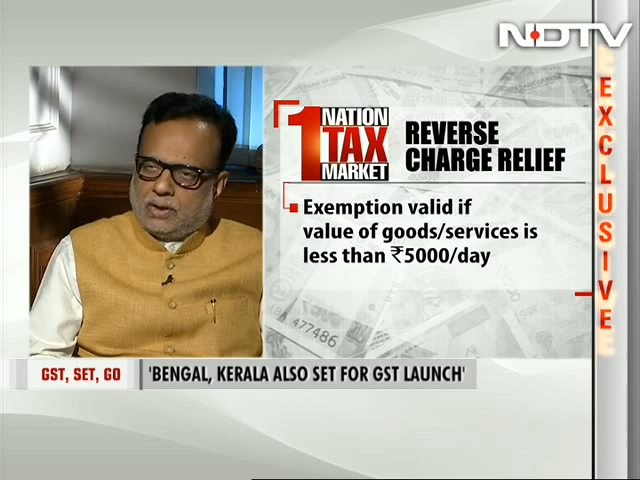 NDTV
EXCLUSIVE
1 NATION
TAX
MARKET
REVERSE
CHARGE RELIEF
Exemption valid if
value of goods/services is
less than ₹5000/day
477486
GST, SET, GO
'BENGAL, KERALA ALSO SET FOR GST LAUNCH'